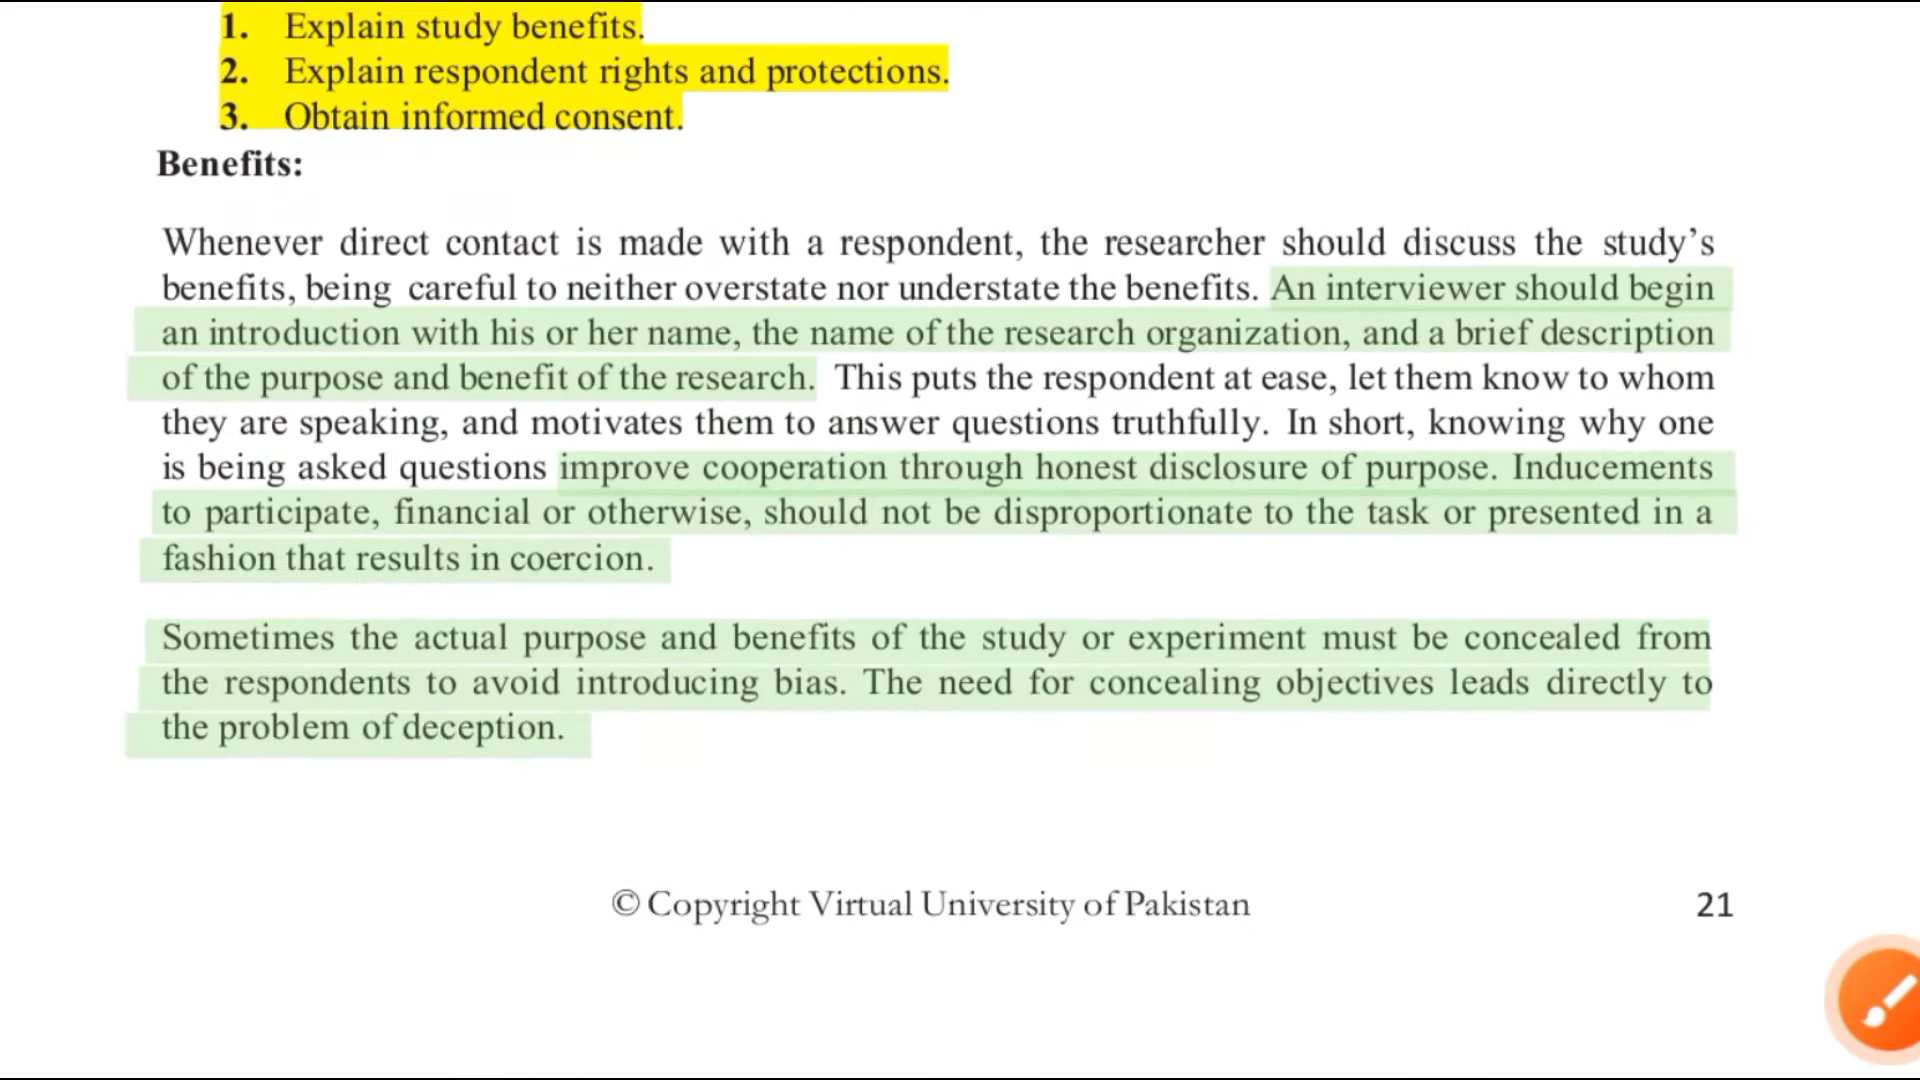 1. Explain study benefits.
2. Explain respondent rights and protections.
3. Obtain informed consent.
Benefits:
Whenever direct contact is made with a respondent, the researcher should discuss the study’s
benefits, being careful to neither overstate nor understate the benefits. An interviewer should begin
an introduction with his or her name, the name of the research organization, and a brief description
of the purpose and benefit of the research. This puts the respondent at ease, let them know to whom
they are speaking, and motivates them to answer questions truthfully. In short, knowing why one
is being asked questions improve cooperation through honest disclosure of purpose. Inducements
to participate, financial or otherwise, should not be disproportionate to the task or presented in a
fashion that results in coercion.
Sometimes the actual purpose and benefits of the study or experiment must be concealed from
the respondents to avoid introducing bias. The need for concealing objectives leads directly to
the problem of deception.
© Copyright Virtual University of Pakistan 21